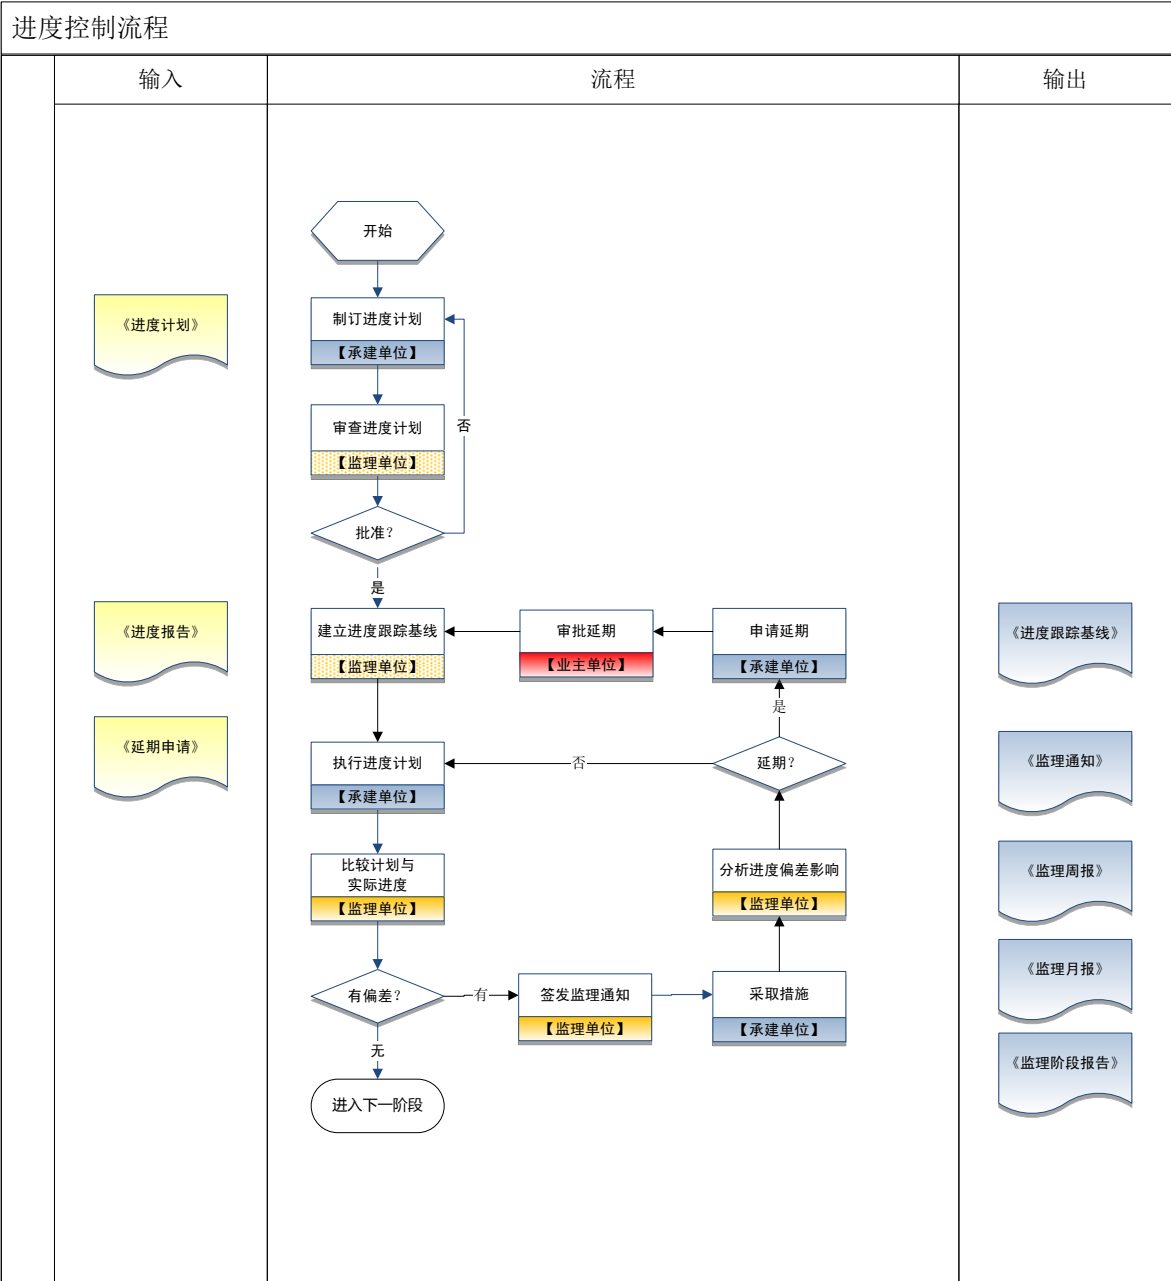 进度控制流程
输入
流程
输出
开始
《进度计划》
制订进度计划
【承建单位】
审查进度计划
【监理单位】
否
批准？
是
《进度报告》
建立进度跟踪基线
【监理单位】
审批延期
【业主单位】
申请延期
【承建单位】
《进度跟踪基线》
是
《延期申请》
执行进度计划
【承建单位】
否
延期？
《监理通知》
比较计划与
实际进度
【监理单位】
分析进度偏差影响
【监理单位】
《监理周报》
有偏差？
有
签发监理通知
【监理单位】
采取措施
【承建单位】
《监理月报》
无
《监理阶段报告》
进入下一阶段